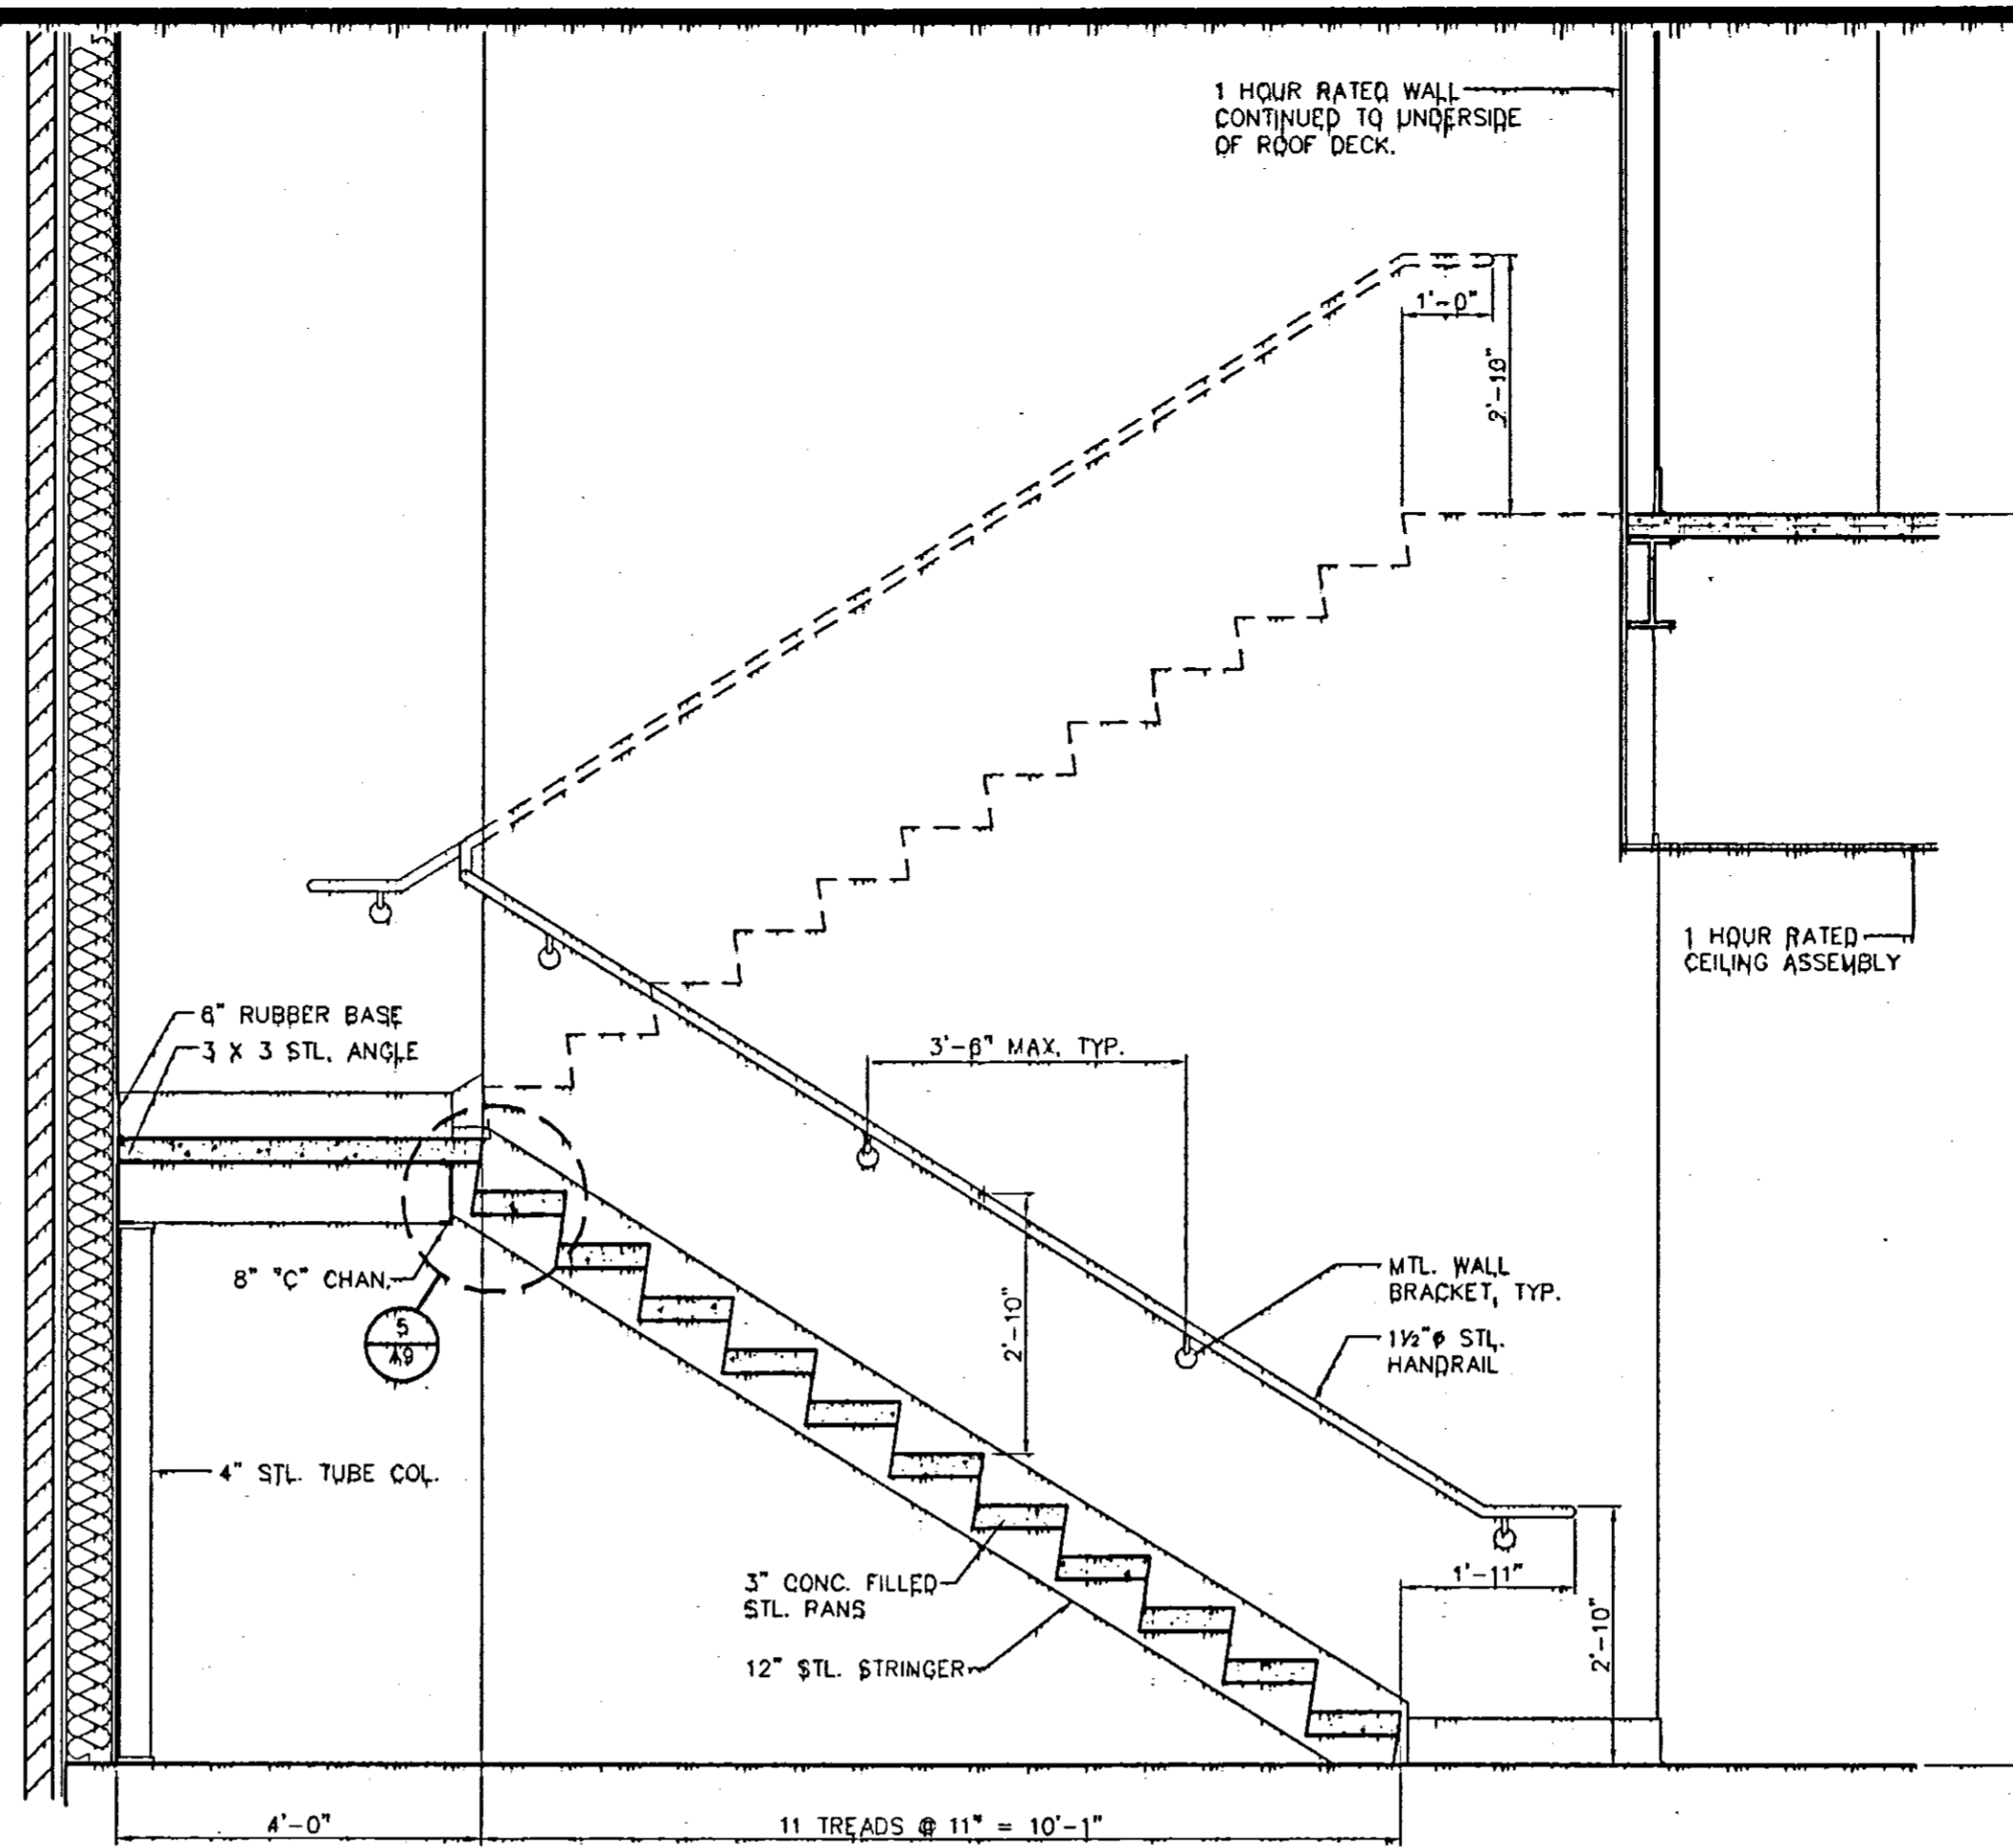 1 HOUR RATED WALL
CONTINUED TO UNDERSIDE
OF ROOF DECK.
1'-0"
2'-10"
1 HOUR RATED
CEILING ASSEMBLY
6" RUBBER BASE
3 X 3 STL. ANGLE
3'-6" MAX. TYP.
8" "C" CHAN.
5
A9
2'-10"
MTL. WALL
BRACKET, TYP.
1½"ø STL.
HANDRAIL
4" STL. TUBE COL.
3" CONC. FILLED
STL. PANS
12" STL. STRINGER
1'-11"
2'-10"
4'-0"
11 TREADS @ 11" = 10'-1"